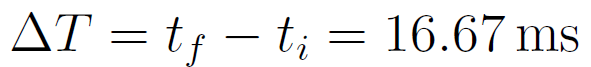 ΔT = t_f − t_i = 16.67 ms